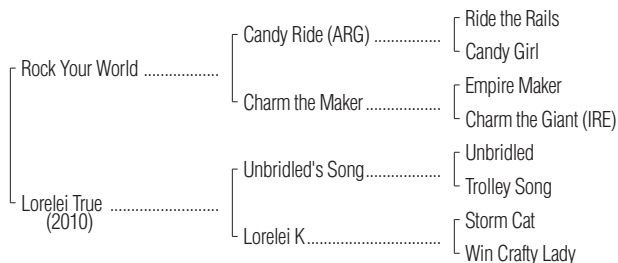 Ride the Rails
Candy Ride (ARG) ..................
Candy Girl
Rock Your World ....................
Empire Maker
Charm the Maker ....................
Charm the Giant (IRE)
Unbridled
Unbridled's Song....................
Trolley Song
Lorelei True .............................
(2010)
Storm Cat
Lorelei K....................................
Win Crafty Lady